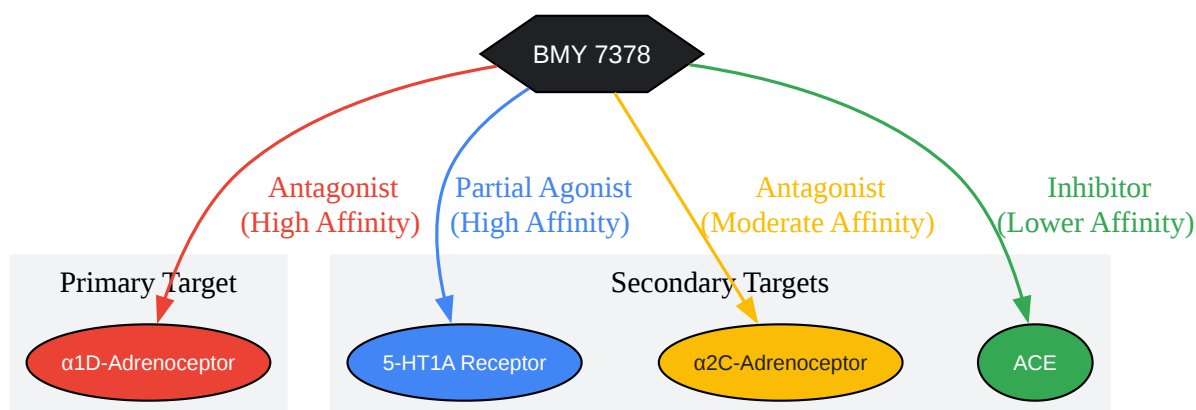 BMY 7378
Antagonist
(High Affinity)
Partial Agonist
(High Affinity)
Antagonist
(Moderate Affinity)
Inhibitor
(Lower Affinity)
Primary Target
Secondary Targets
α1D-Adrenoceptor
5-HT1A Receptor
α2C-Adrenoceptor
ACE